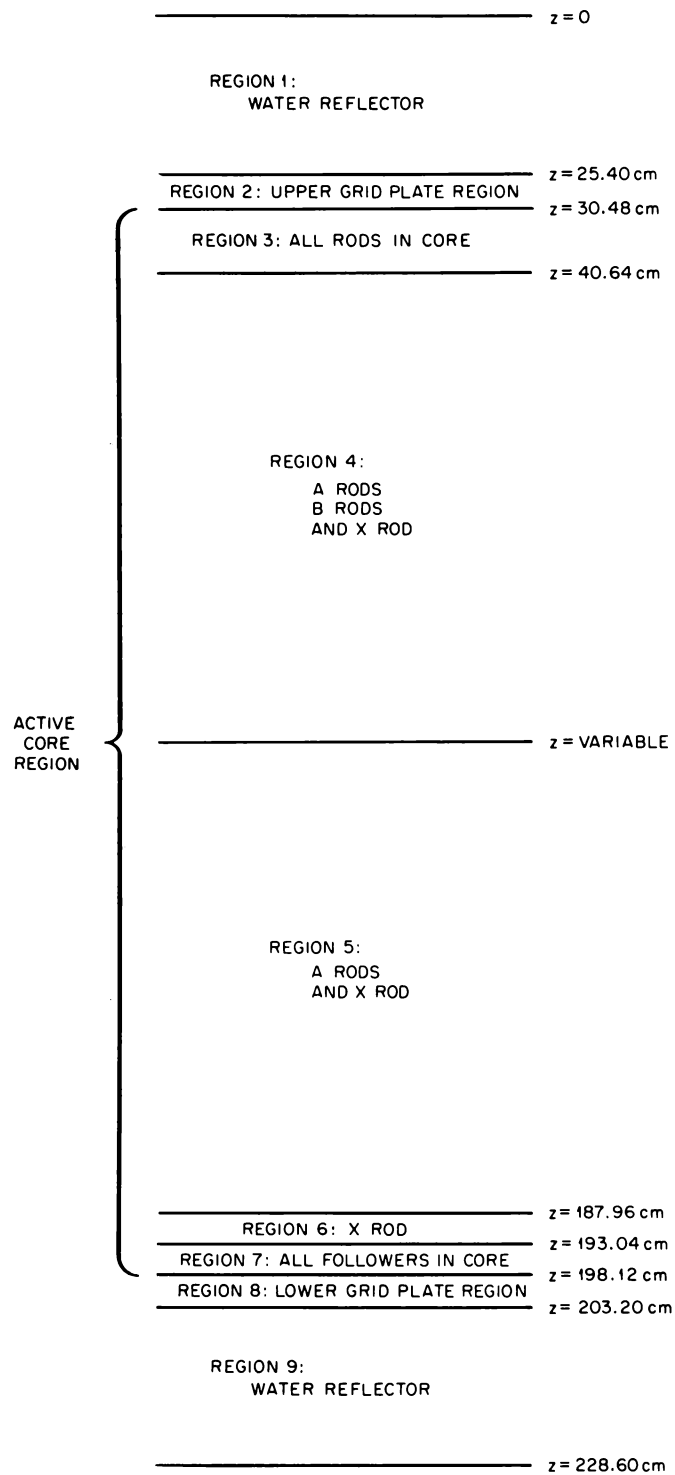 z = 0
REGION 1:
WATER REFLECTOR
z = 25.40 cm
REGION 2: UPPER GRID PLATE REGION
z = 30.48 cm
REGION 3: ALL RODS IN CORE
z = 40.64 cm
REGION 4:
A RODS
B RODS
AND X ROD
ACTIVE
CORE
REGION
z = VARIABLE
REGION 5:
A RODS
AND X ROD
z = 187.96 cm
REGION 6: X ROD
z = 193.04 cm
REGION 7: ALL FOLLOWERS IN CORE
z = 198.12 cm
REGION 8: LOWER GRID PLATE REGION
z = 203.20 cm
REGION 9:
WATER REFLECTOR
z = 228.60 cm